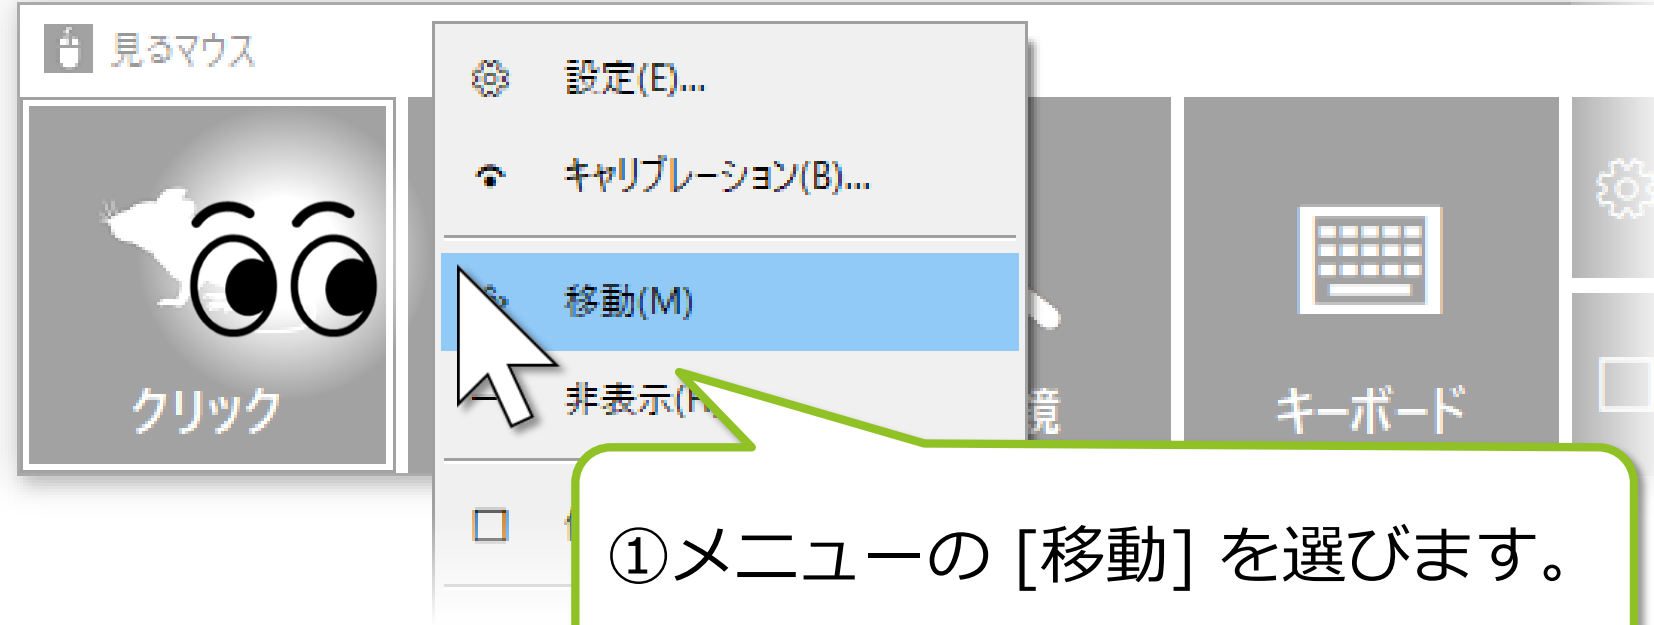 見るマウス
設定(E)...
キャリブレーション(B)...
移動(M)
非表示(H)
クリック
鏡
キーボード
①メニューの [移動] を選びます。